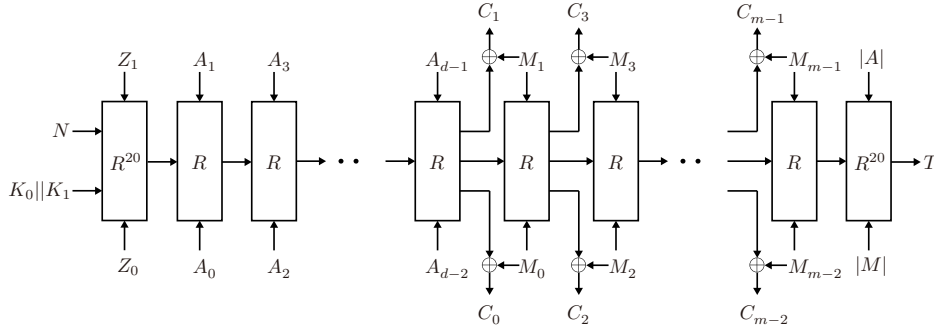 C_1 C_3 C_{m-1}
Z_1 A_1 A_3 A_{d-1} M_1 M_3 M_{m-1} |A|
N
R^{20} R R R R R R R^{20} T
K_0||K_1
Z_0 A_0 A_2 A_{d-2} M_0 M_2 M_{m-2} |M|
C_0 C_2 C_{m-2}